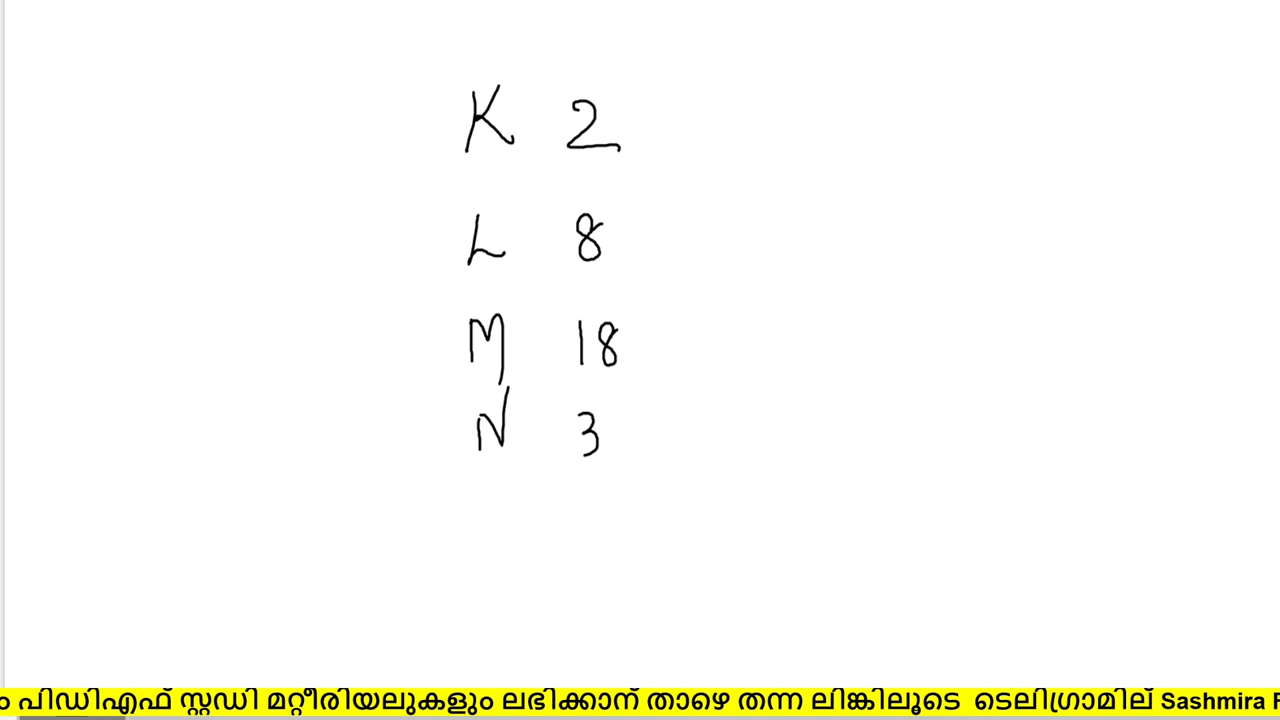 K 2
L 8
M 18
N 3
പിഡിഎഫ് സ്റ്റഡി മറ്റീരിയലുകളും ലഭിക്കാന് താഴെ തന്ന ലിങ്കിലൂടെ ടെലിഗ്രാമില് Sashmira